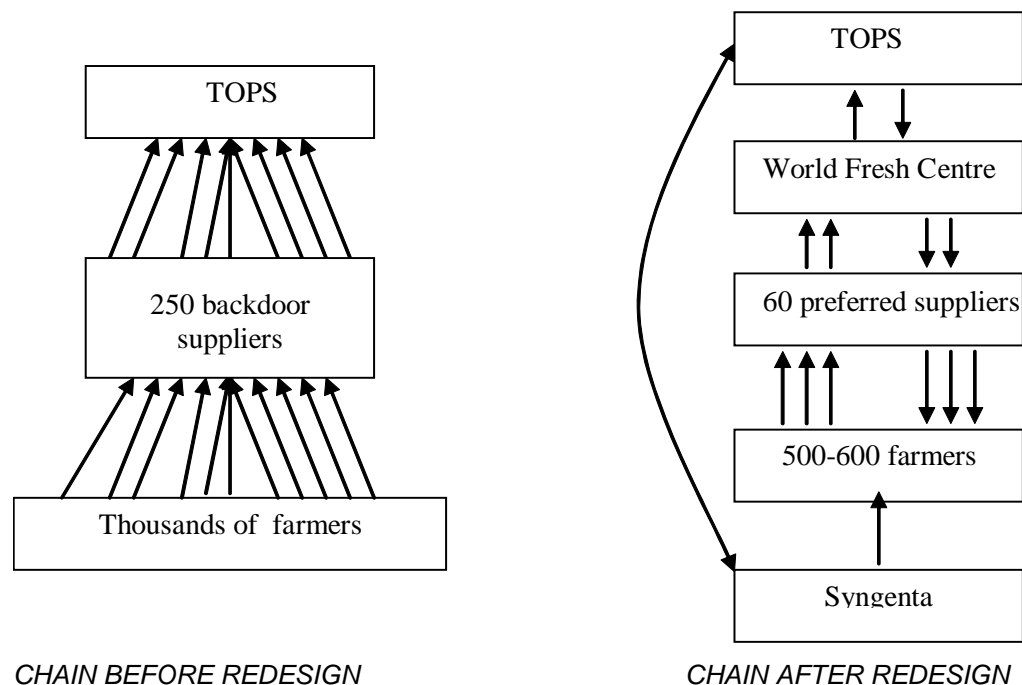 TOPS
250 backdoor
suppliers
Thousands of farmers
CHAIN BEFORE REDESIGN
TOPS
World Fresh Centre
60 preferred suppliers
500-600 farmers
Syngenta
CHAIN AFTER REDESIGN